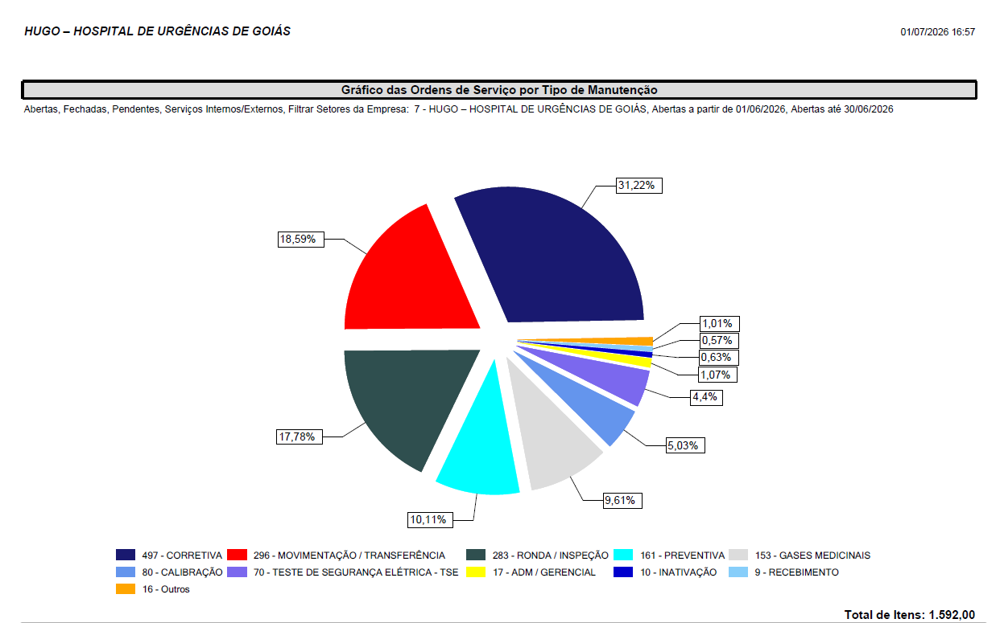 HUGO – HOSPITAL DE URGÊNCIAS DE GOIÁS
01/07/2026 16:57
Gráfico das Ordens de Serviço por Tipo de Manutenção
Abertas, Fechadas, Pendentes, Serviços Internos/Externos, Filtrar Setores da Empresa:  7 - HUGO – HOSPITAL DE URGÊNCIAS DE GOIÁS, Abertas a partir de 01/06/2026, Abertas até 30/06/2026
31,22%
18,59%
1,01%
0,57%
0,63%
1,07%
4,4%
17,78%
5,03%
9,61%
10,11%
497 - CORRETIVA 296 - MOVIMENTAÇÃO / TRANSFERÊNCIA 283 - RONDA / INSPEÇÃO 161 - PREVENTIVA 153 - GASES MEDICINAIS
80 - CALIBRAÇÃO 70 - TESTE DE SEGURANÇA ELÉTRICA - TSE 17 - ADM / GERENCIAL 10 - INATIVAÇÃO 9 - RECEBIMENTO
16 - Outros
Total de Itens: 1.592,00